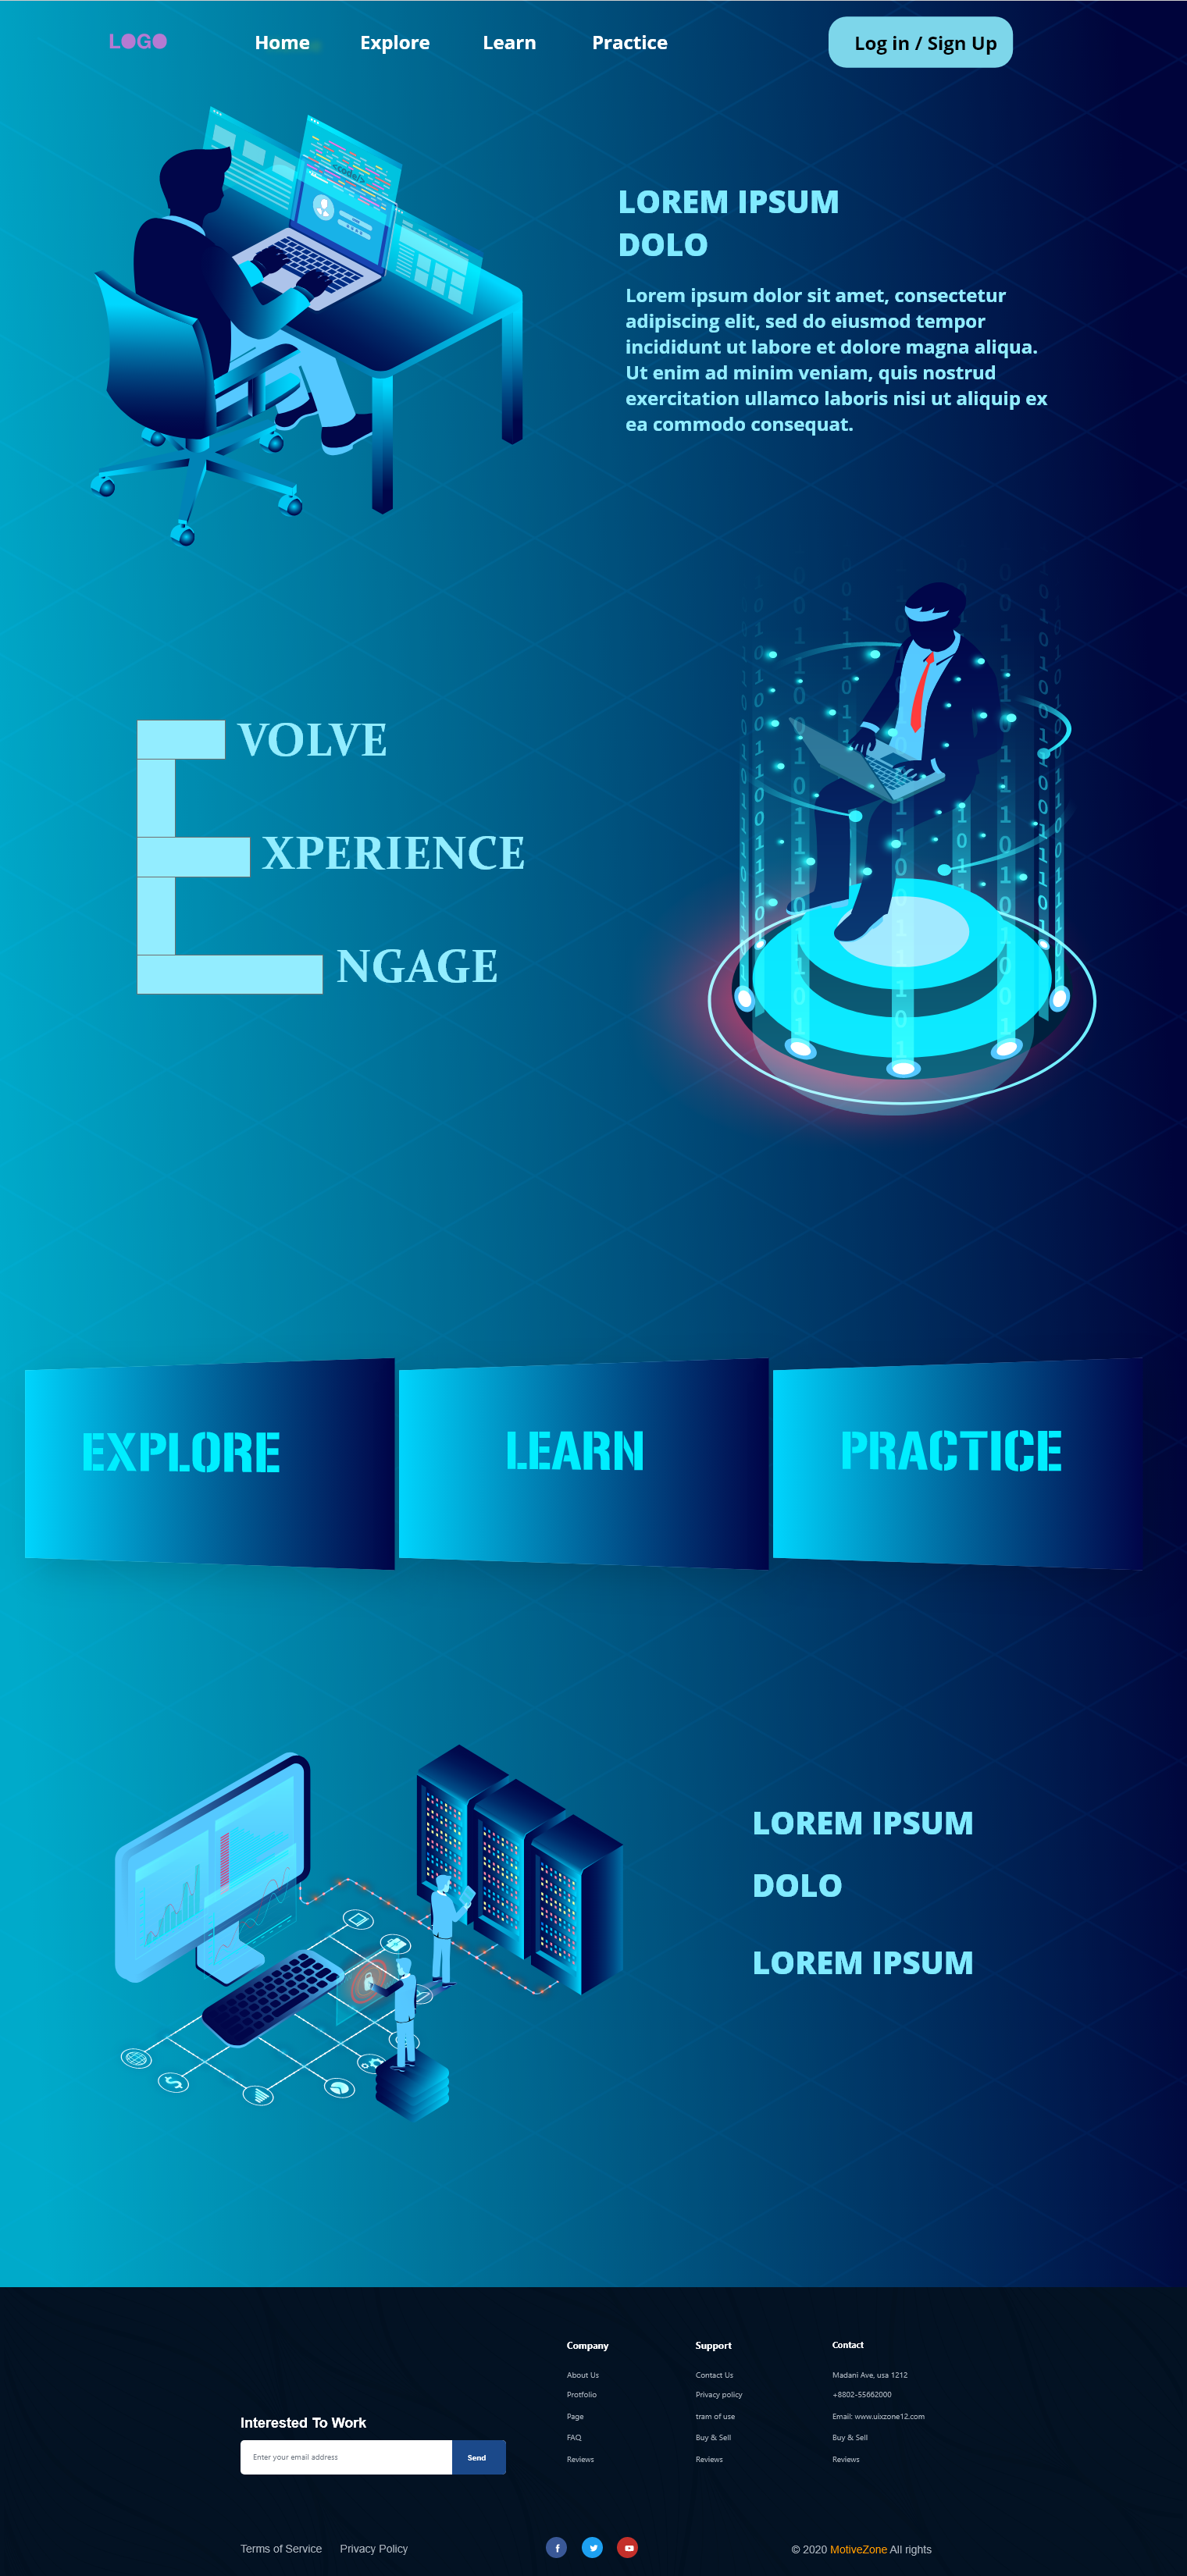 LOGO
Home Explore Learn Practice Log in / Sign Up
<code/>
LOREM IPSUM
DOLO
Lorem ipsum dolor sit amet, consectetur
adipiscing elit, sed do eiusmod tempor
incididunt ut labore et dolore magna aliqua.
Ut enim ad minim veniam, quis nostrud
exercitation ullamco laboris nisi ut aliquip ex
ea commodo consequat.
VOLVE
XPERIENCE
NGAGE
EXPLORE LEARN PRACTICE
LOREM IPSUM
DOLO
LOREM IPSUM
Company Support Contact
About Us Contact Us Madani Ave, usa 1212
Protfolio Privacy policy +8802-55662000
Page tram of use Email: www.uixzone12.com
FAQ Buy & Sell Buy & Sell
Reviews Reviews Reviews
Interested To Work
Enter your email address Send
Terms of Service Privacy Policy © 2020 MotiveZone All rights